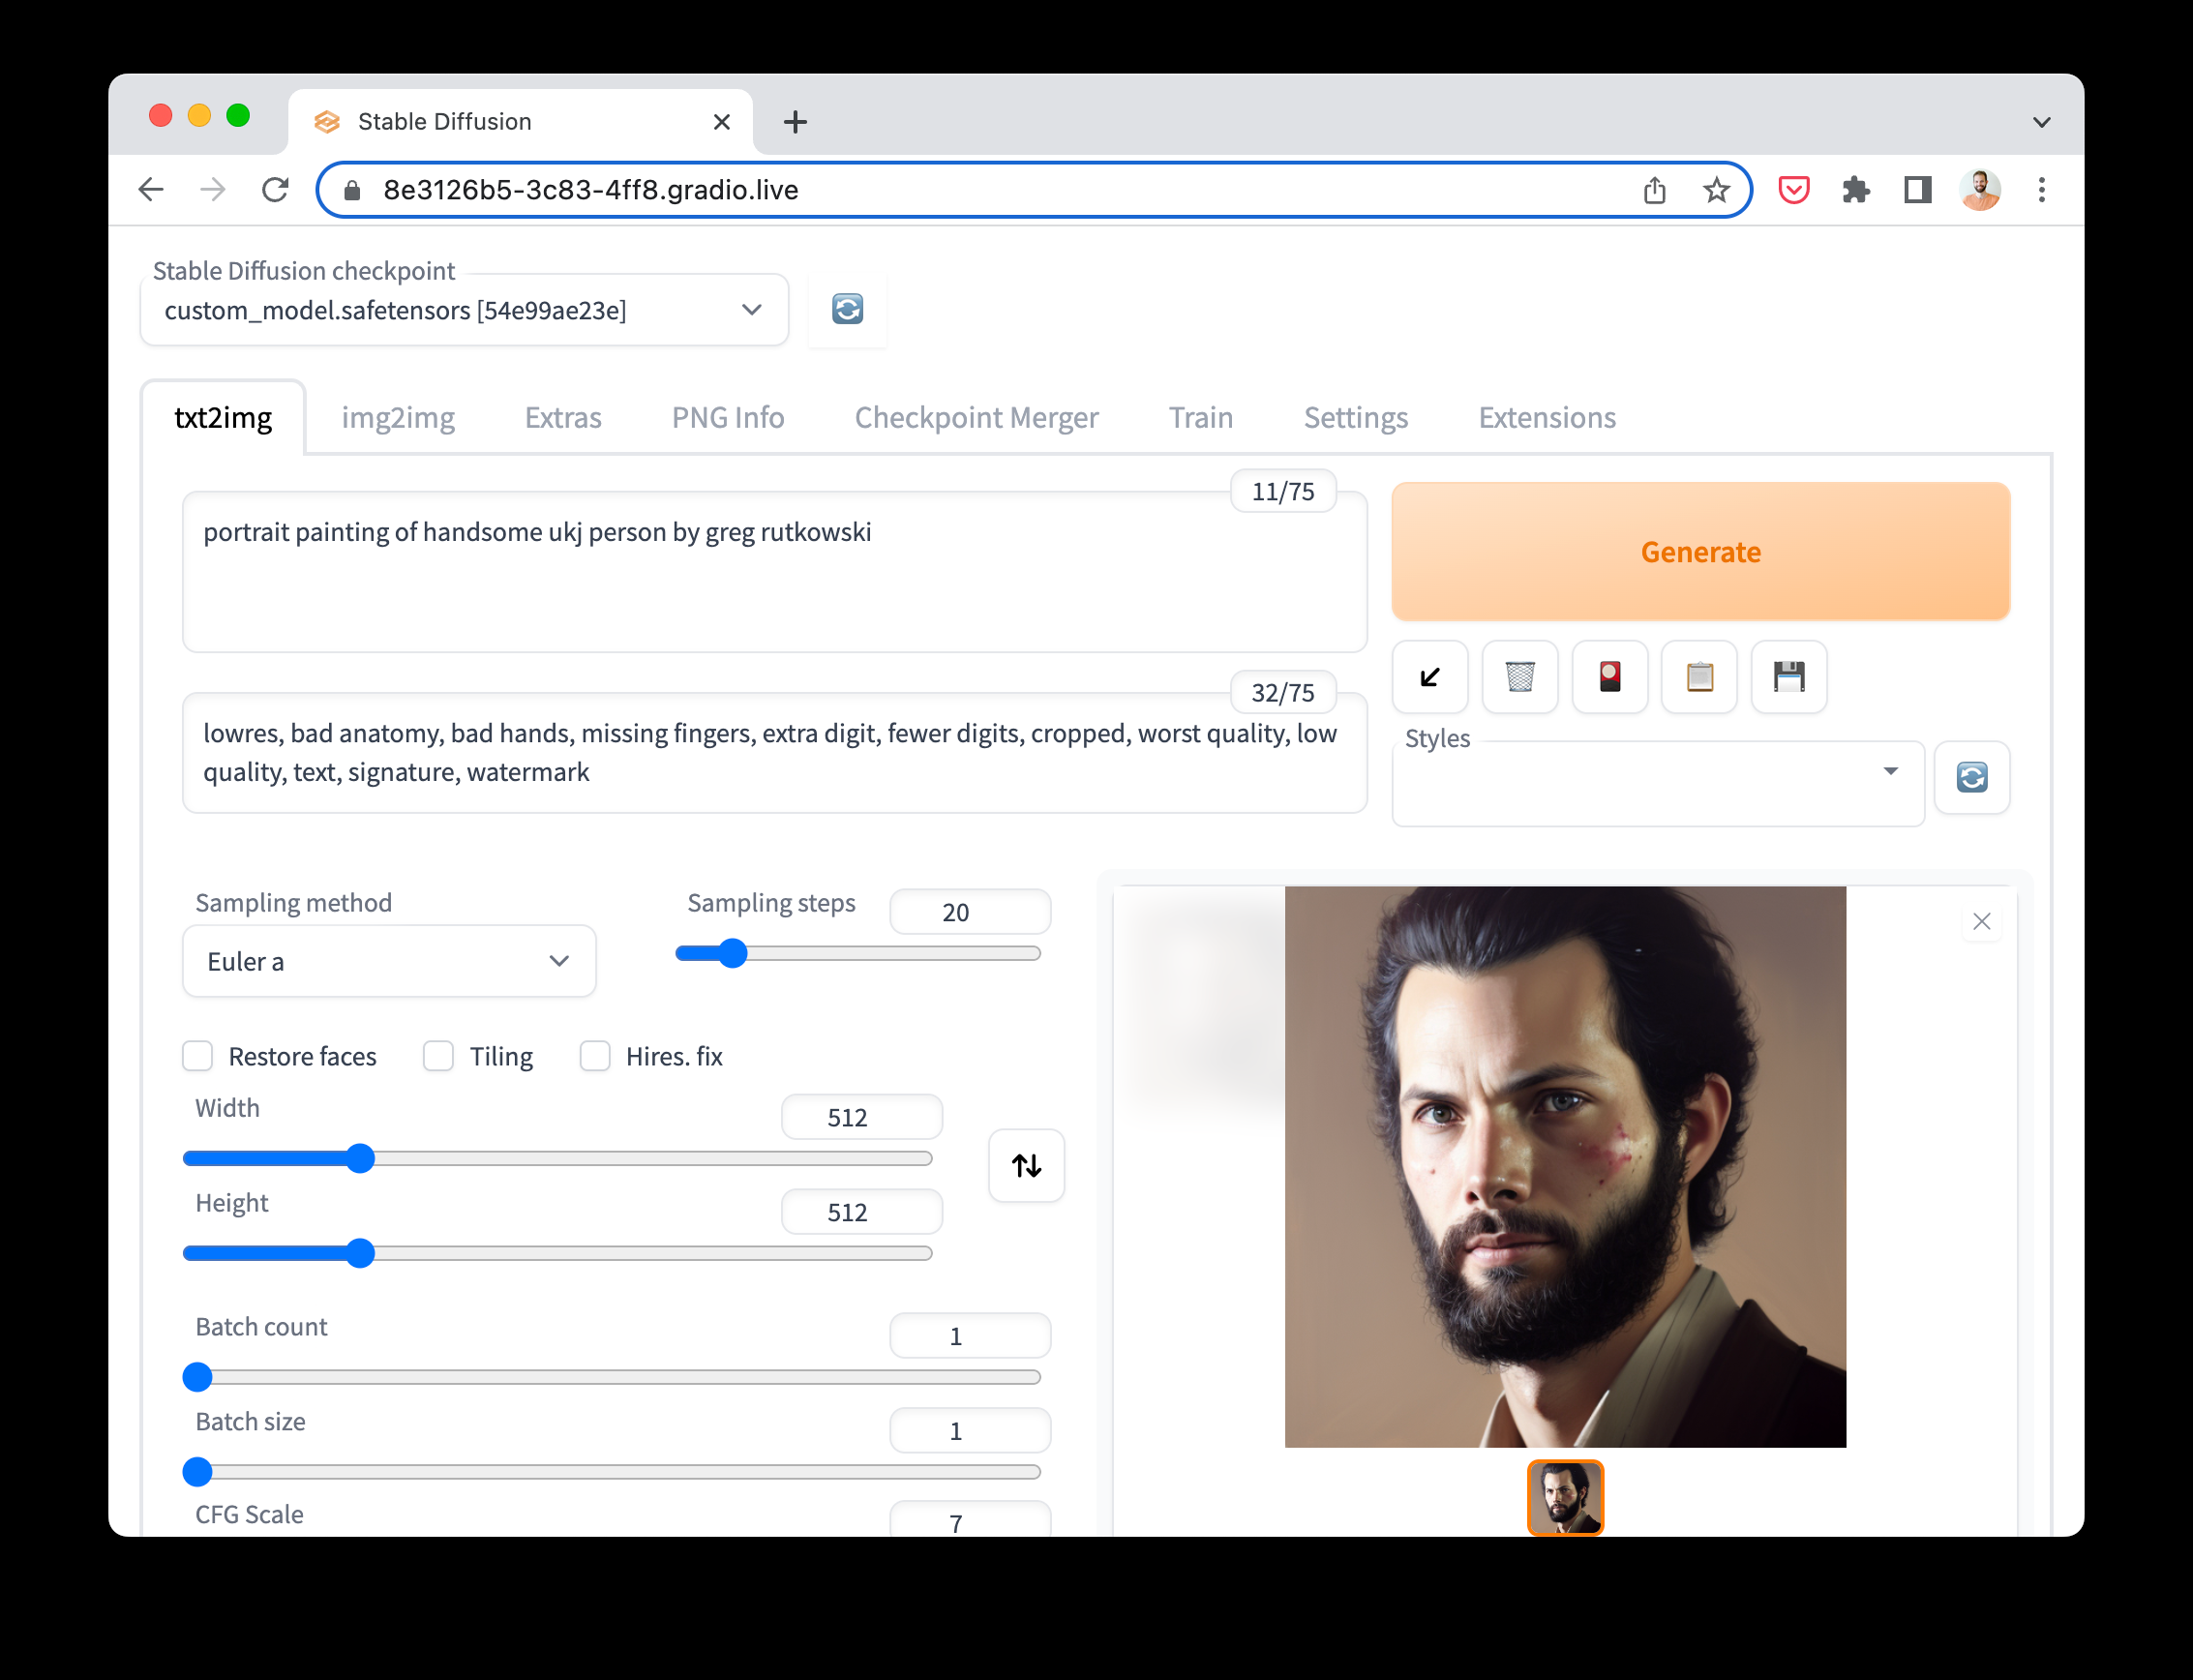 Stable Diffusion
8e3126b5-3c83-4ff8.gradio.live
Stable Diffusion checkpoint
custom_model.safetensors [54e99ae23e]
txt2img
img2img
Extras
PNG Info
Checkpoint Merger
Train
Settings
Extensions
11/75
portrait painting of handsome ukj person by greg rutkowski
Generate
32/75
lowres, bad anatomy, bad hands, missing fingers, extra digit, fewer digits, cropped, worst quality, low
quality, text, signature, watermark
Styles
Sampling method
Euler a
Sampling steps
20
Restore faces
Tiling
Hires. fix
Width
512
Height
512
Batch count
1
Batch size
1
CFG Scale
7